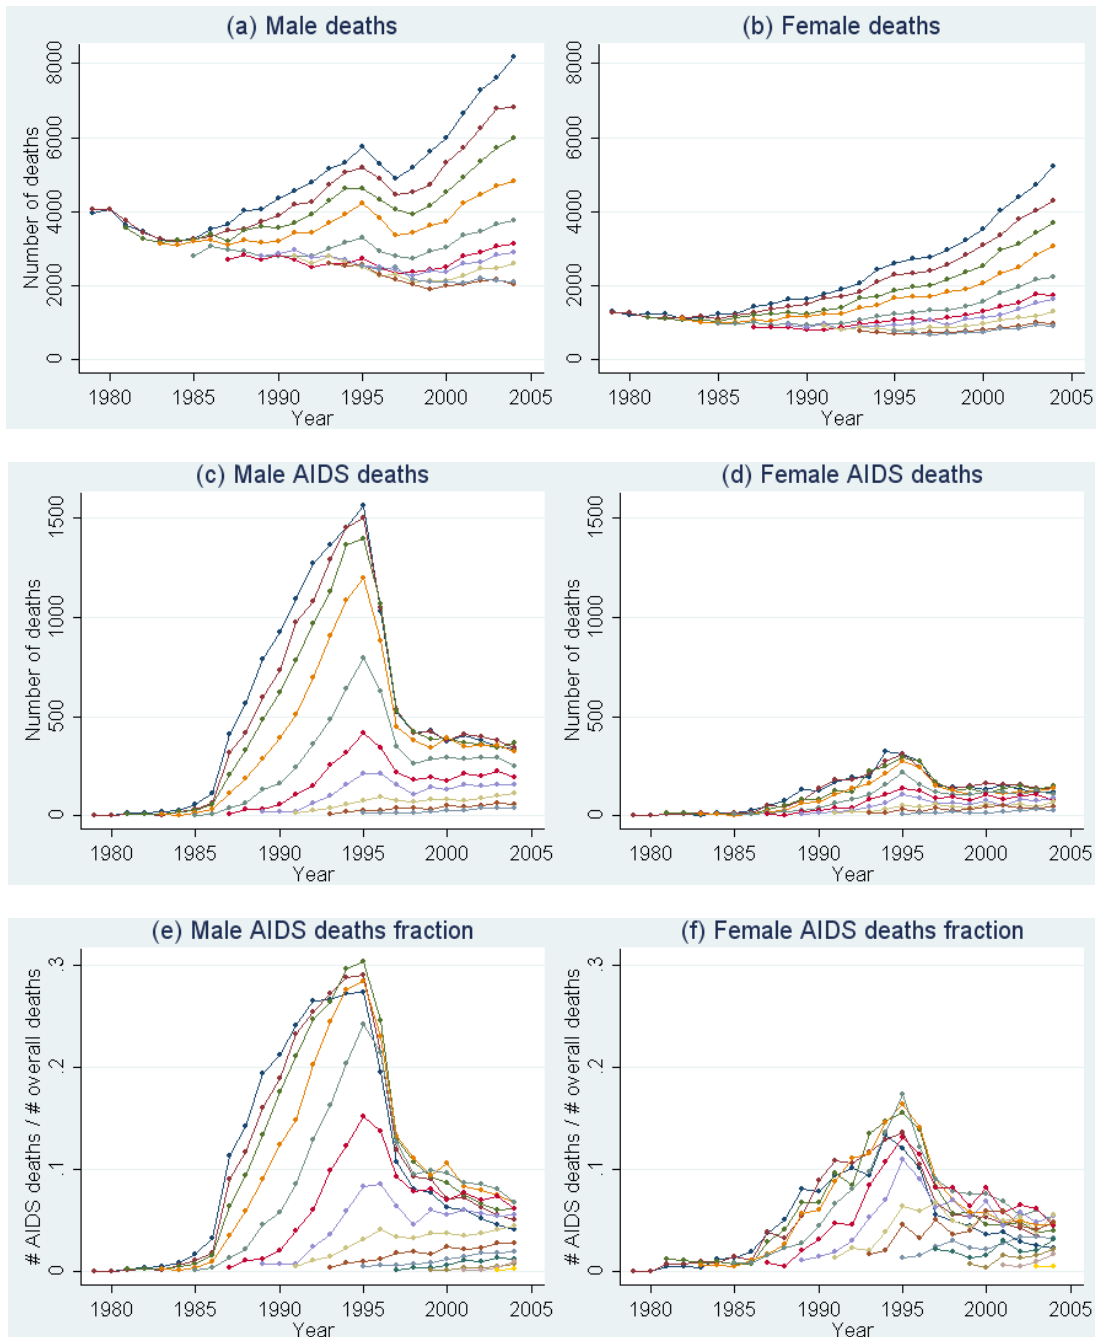 (a) Male deaths
(b) Female deaths
Number of deaths
8000
6000
4000
2000
0
1980 1985 1990 1995 2000 2005
Year
Number of deaths
8000
6000
4000
2000
0
1980 1985 1990 1995 2000 2005
Year
(c) Male AIDS deaths
(d) Female AIDS deaths
Number of deaths
1500
1000
500
0
1980 1985 1990 1995 2000 2005
Year
Number of deaths
1500
1000
500
0
1980 1985 1990 1995 2000 2005
Year
(e) Male AIDS deaths fraction
(f) Female AIDS deaths fraction
# AIDS deaths / # overall deaths
.3
.2
.1
0
1980 1985 1990 1995 2000 2005
Year
# AIDS deaths / # overall deaths
.3
.2
.1
0
1980 1985 1990 1995 2000 2005
Year